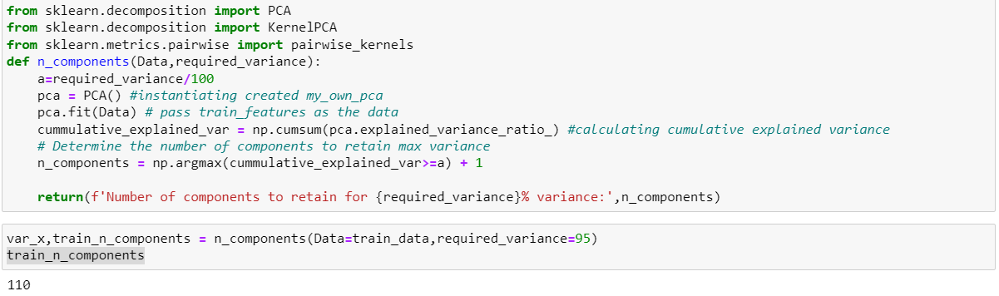 from sklearn.decomposition import PCA
from sklearn.decomposition import KernelPCA
from sklearn.metrics.pairwise import pairwise_kernels
def n_components(Data,required_variance):
    a=required_variance/100
    pca = PCA() #instantiating created my_own_pca
    pca.fit(Data) # pass train_features as the data
    cummulative_explained_var = np.cumsum(pca.explained_variance_ratio_) #calculating cumulative explained variance
    # Determine the number of components to retain max variance
    n_components = np.argmax(cummulative_explained_var>=a) + 1
    return(f'Number of components to retain for {required_variance}% variance:',n_components)
var_x,train_n_components = n_components(Data=train_data,required_variance=95)
train_n_components
110